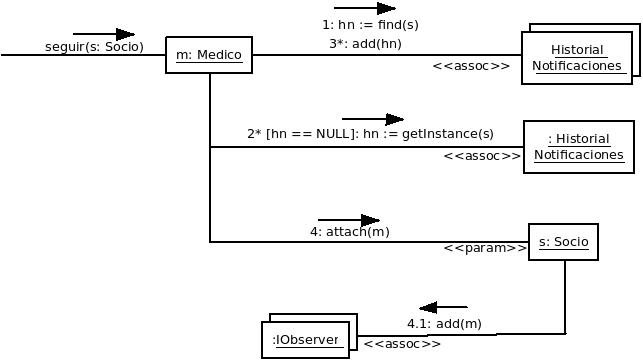 1: hn := find(s)
seguir(s: Socio)
3*: add(hn)
m: Medico
Historial
Notificaciones
<<assoc>>
2* [hn == NULL]: hn := getInstance(s)
: Historial
Notificaciones
<<assoc>>
4: attach(m)
<<param>>
s: Socio
4.1: add(m)
:IObserver
<<assoc>>